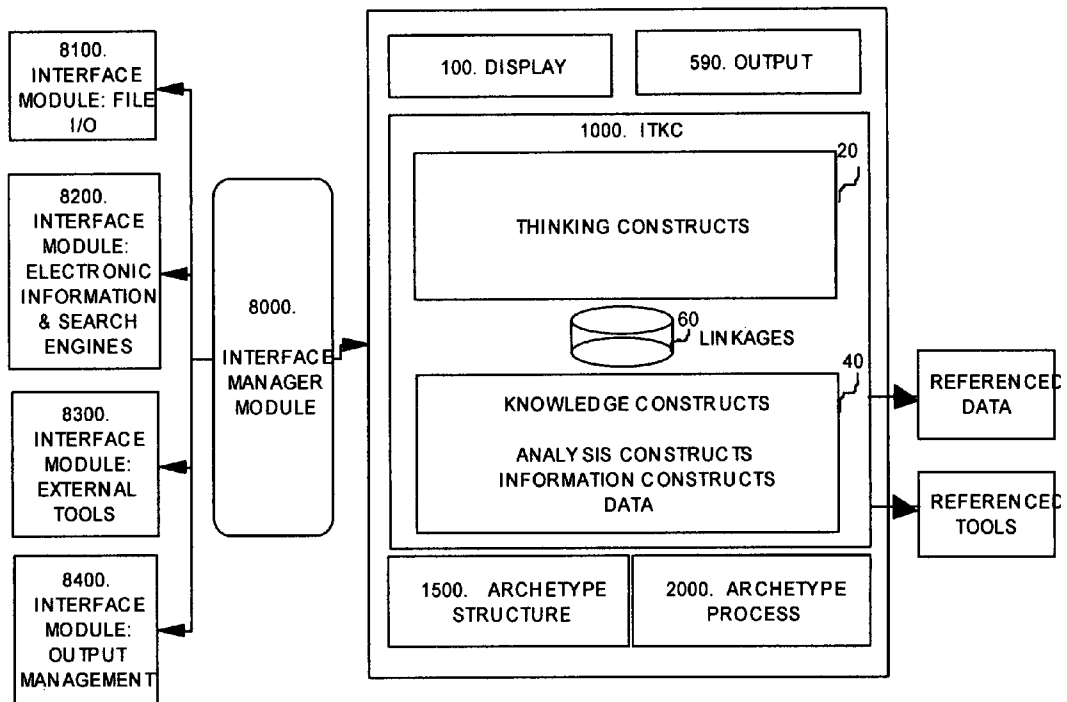 8100.
INTERFACE
MODULE: FILE
I/O
8200.
INTERFACE
MODULE:
ELECTRONIC
INFORMATION
& SEARCH
ENGINES
8300.
INTERFACE
MODULE:
EXTERNAL
TOOLS
8400.
INTERFACE
MODULE:
OUTPUT
MANAGEMENT
8000.
INTERFACE
MANAGER
MODULE
100. DISPLAY
590. OUTPUT
1000. ITKC
20
THINKING CONSTRUCTS
60
LINKAGES
40
KNOWLEDGE CONSTRUCTS
ANALYSIS CONSTRUCTS
INFORMATION CONSTRUCTS
DATA
1500. ARCHETYPE
STRUCTURE
2000. ARCHETYPE
PROCESS
REFERENCED
DATA
REFERENCED
TOOLS